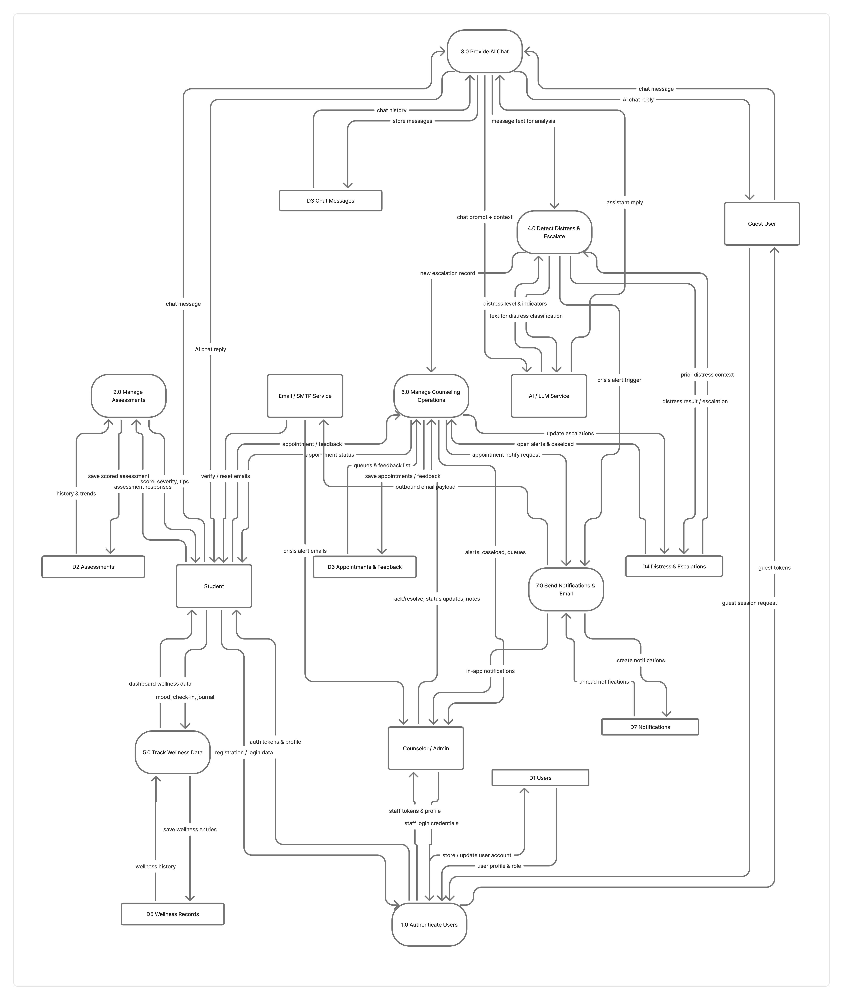 3.0 Provide AI Chat
chat message
AI chat reply
chat history
store messages
message text for analysis
D3 Chat Messages
assistant reply
chat prompt + context
Guest User
4.0 Detect Distress &
Escalate
new escalation record
chat message
distress level & indicators
text for distress classification
AI chat reply
prior distress context
crisis alert trigger
2.0 Manage
Assessments
Email / SMTP Service
6.0 Manage Counseling
Operations
AI / LLM Service
distress result / escalation
update escalations
appointment / feedback
open alerts & caseload
appointment status
appointment notify request
queues & feedback list
save scored assessment
verify / reset emails
save appointments / feedback
score, severity, tips
assessment responses
outbound email payload
history & trends
crisis alert emails
alerts, caseload, queues
D2 Assessments
D6 Appointments & Feedback
D4 Distress & Escalations
guest tokens
Student
7.0 Send Notifications &
Email
ack/resolve, status updates, notes
guest session request
create notifications
in-app notifications
unread notifications
dashboard wellness data
mood, check-in, journal
D7 Notifications
auth tokens & profile
Counselor / Admin
5.0 Track Wellness Data
registration / login data
D1 Users
staff tokens & profile
staff login credentials
save wellness entries
store / update user account
user profile & role
wellness history
D5 Wellness Records
1.0 Authenticate Users